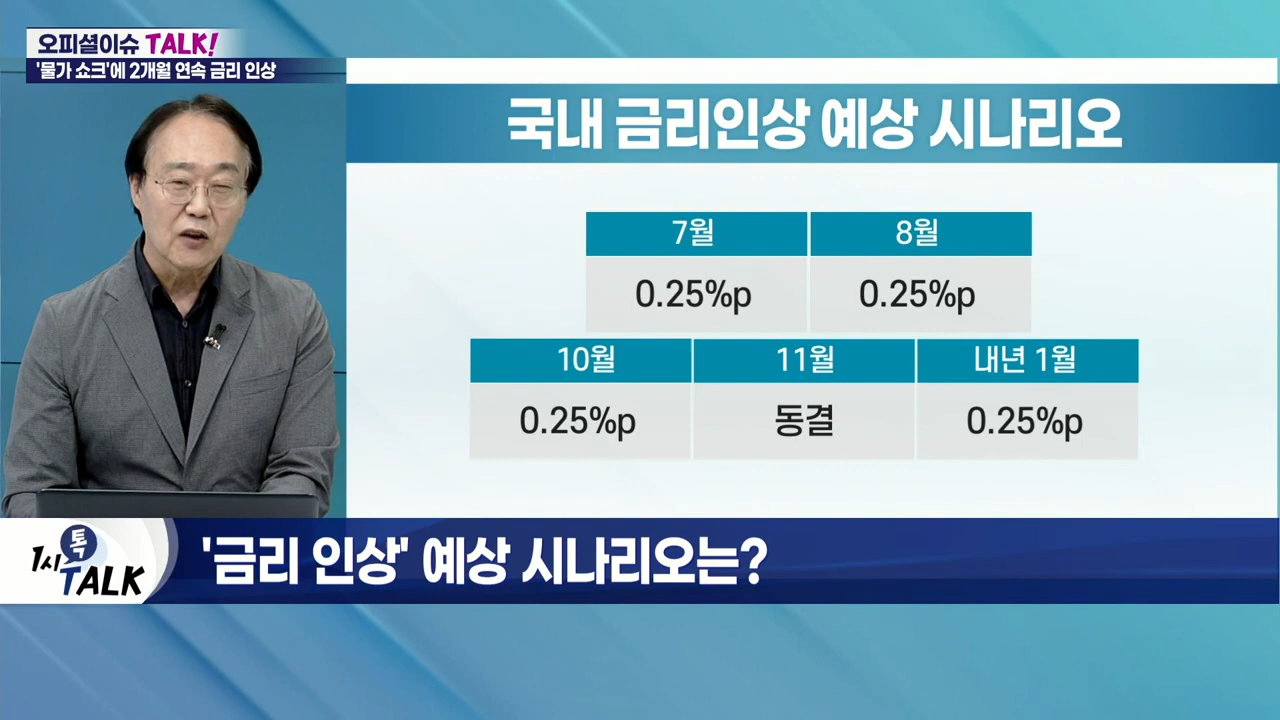 오피셜이슈 TALK!
'물가 쇼크'에 2개월 연속 금리 인상
국내 금리인상 예상 시나리오
7월 8월
0.25%p 0.25%p
10월 11월 내년 1월
0.25%p 동결 0.25%p
1시톡
TALK
'금리 인상' 예상 시나리오는?